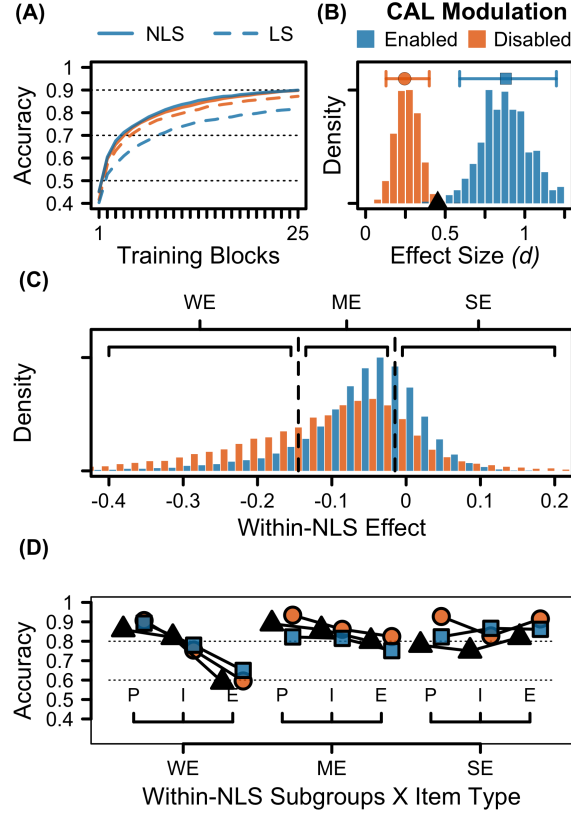 (A)
NLS
LS
1
0.9
0.8
0.7
0.6
0.5
0.4
Accuracy
1
25
Training Blocks
(B)
CAL Modulation
Enabled
Disabled
Density
0
0.5
1
Effect Size (d)
(C)
WE
ME
SE
Density
-0.4
-0.3
-0.2
-0.1
0
0.1
0.2
Within-NLS Effect
(D)
1
0.9
0.8
0.7
0.6
0.5
0.4
Accuracy
P I E
P I E
P I E
WE
ME
SE
Within-NLS Subgroups X Item Type